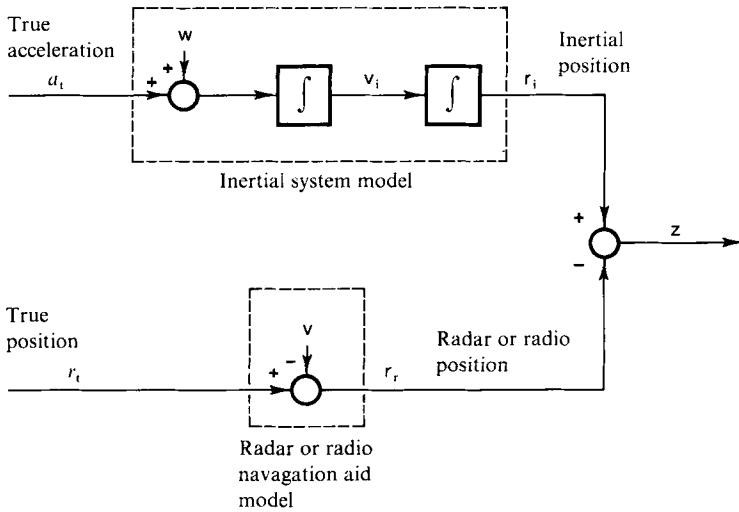 True
acceleration
a_t
w
+
+
∫
v_i
∫
r_i
Inertial
position
Inertial system model
+
−
z
True
position
r_t
v
−
+
r_r
Radar or radio
position
Radar or radio
navagation aid
model